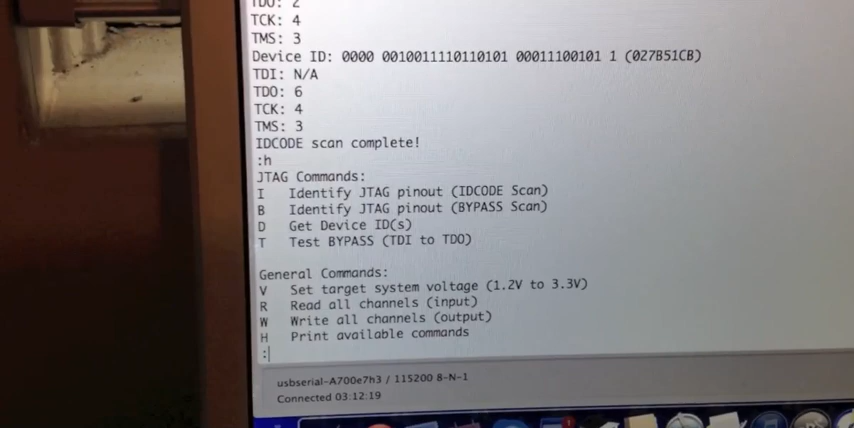 TDO: 2
TCK: 4
TMS: 3
Device ID: 0000 0010011110110101 00011100101 1 (027B51CB)
TDI: N/A
TDO: 6
TCK: 4
TMS: 3
IDCODE scan complete!
:h
JTAG Commands:
I Identify JTAG pinout (IDCODE Scan)
B Identify JTAG pinout (BYPASS Scan)
D Get Device ID(s)
T Test BYPASS (TDI to TDO)
General Commands:
V Set target system voltage (1.2V to 3.3V)
R Read all channels (input)
W Write all channels (output)
H Print available commands
:
usbserial-A700e7h3 / 115200 8-N-1
Connected 03:12:19